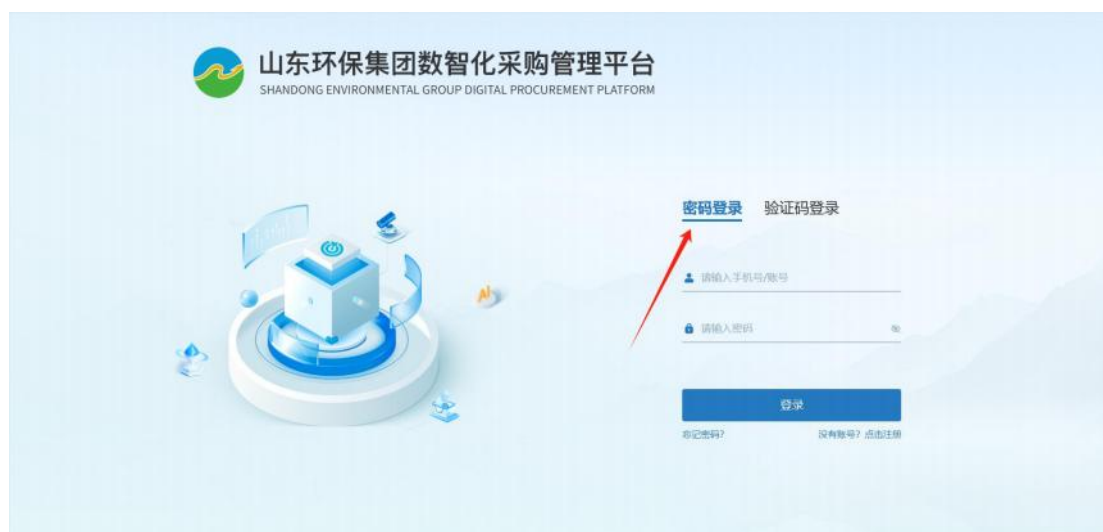 山东环保集团数智化采购管理平台
SHANDONG ENVIRONMENTAL GROUP DIGITAL PROCUREMENT PLATFORM
密码登录 验证码登录
请输入手机号/账号
请输入密码
AI
登录
忘记密码? 没有账号? 点击注册